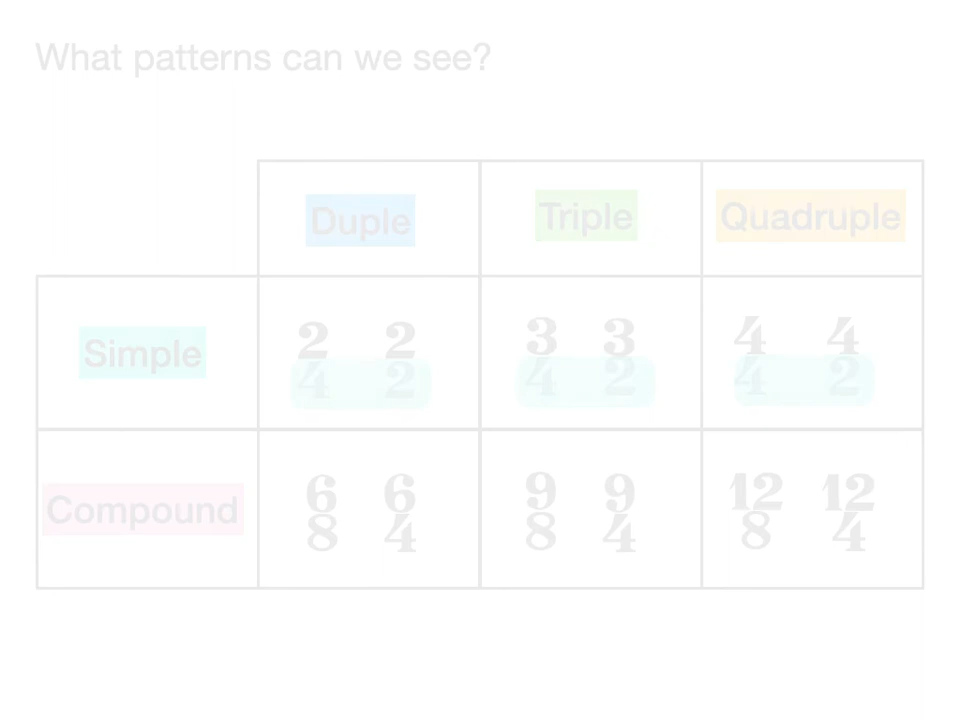 What patterns can we see?
Duple Triple Quadruple
2 2 3 3 4 4
Simple
4 2 4 2 4 2
6 6 9 9 12 12
Compound
8 4 8 4 8 4